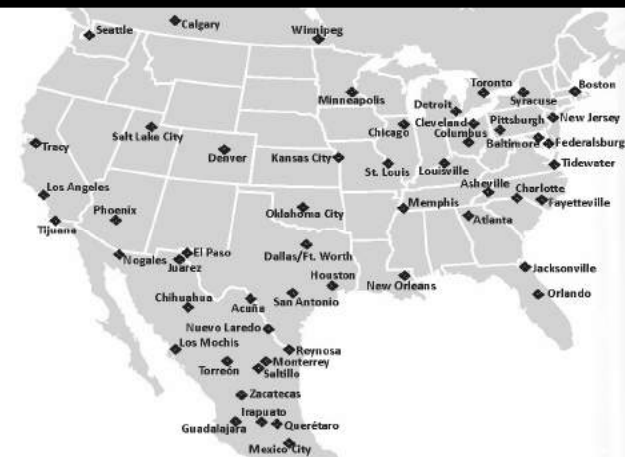 Calgary
Seattle
Winnipeg
Minneapolis
Toronto
Boston
Detroit
Syracuse
Cleveland
Pittsburgh
New Jersey
Chicago
Columbus
Salt Lake City
Baltimore
Federalsburg
Tracy
Denver
Kansas City
St. Louis
Louisville
Tidewater
Los Angeles
Asheville
Charlotte
Phoenix
Oklahoma City
Memphis
Fayetteville
Tijuana
Atlanta
Nogales
El Paso
Dallas/Ft. Worth
Juarez
Houston
Jacksonville
New Orleans
Chihuahua
Acuña
San Antonio
Orlando
Nuevo Laredo
Los Mochis
Reynosa
Monterrey
Torreón
Saltillo
Zacatecas
Irapuato
Guadalajara
Querétaro
Mexico City